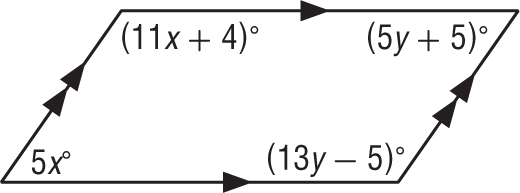 (11x + 4)°
(5y + 5)°
5x°
(13y − 5)°